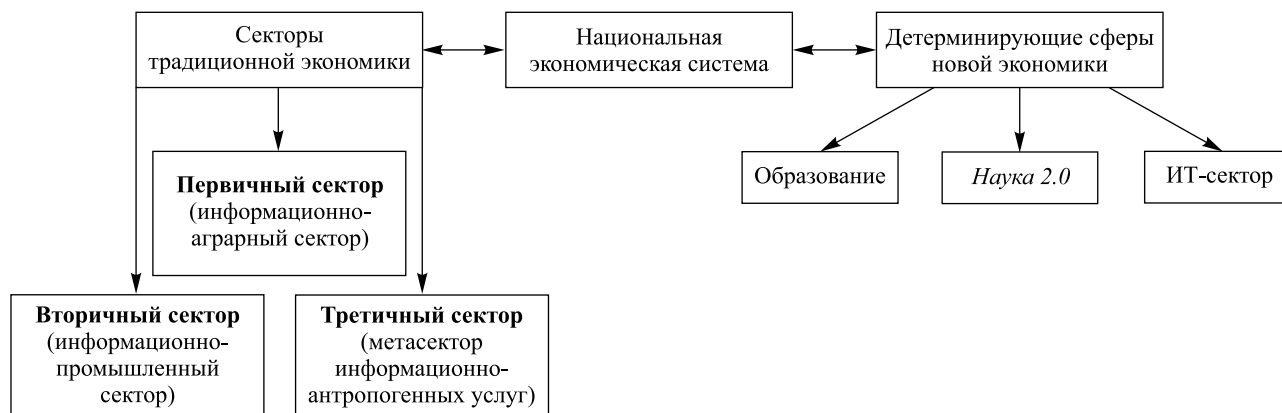 Секторы
традиционной экономики
Национальная
экономическая система
Детерминирующие сферы
новой экономики
Первичный сектор
(информационно-
аграрный сектор)
Образование
Наука 2.0
ИТ-сектор
Вторичный сектор
(информационно-
промышленный
сектор)
Третичный сектор
(метасектор
информационно-
антропогенных услуг)